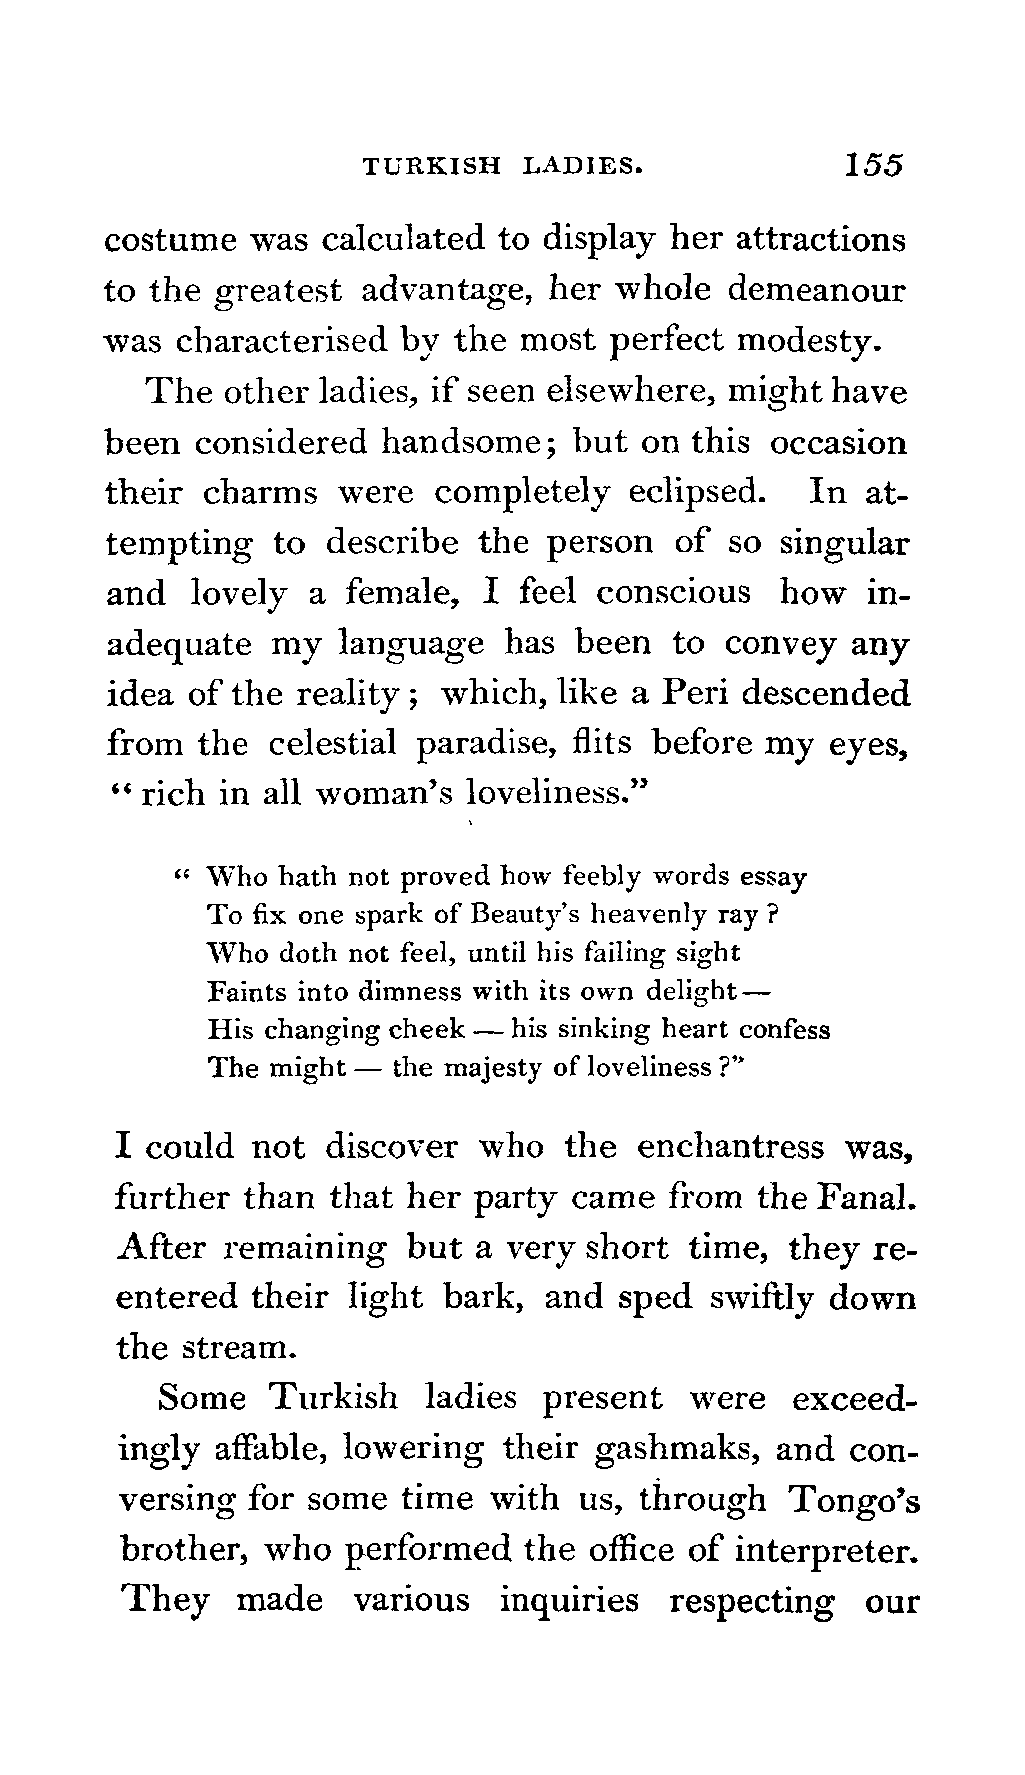 TURKISH LADIES. 155
costume was calculated to display her attractions
to the greatest advantage, her whole demeanour
was characterised by the most perfect modesty.
The other ladies, if seen elsewhere, might have
been considered handsome; but on this occasion
their charms were completely eclipsed. In at-
tempting to describe the person of so singular
and lovely a female, I feel conscious how in-
adequate my language has been to convey any
idea of the reality; which, like a Peri descended
from the celestial paradise, flits before my eyes,
“rich in all woman’s loveliness.”
“Who hath not proved how feebly words essay
To fix one spark of Beauty’s heavenly ray?
Who doth not feel, until his failing sight
Faints into dimness with its own delight—
His changing cheek — his sinking heart confess
The might — the majesty of loveliness?”
I could not discover who the enchantress was,
further than that her party came from the Fanal.
After remaining but a very short time, they re-
entered their light bark, and sped swiftly down
the stream.
Some Turkish ladies present were exceed-
ingly affable, lowering their gashmaks, and con-
versing for some time with us, through Tongo’s
brother, who performed the office of interpreter.
They made various inquiries respecting our